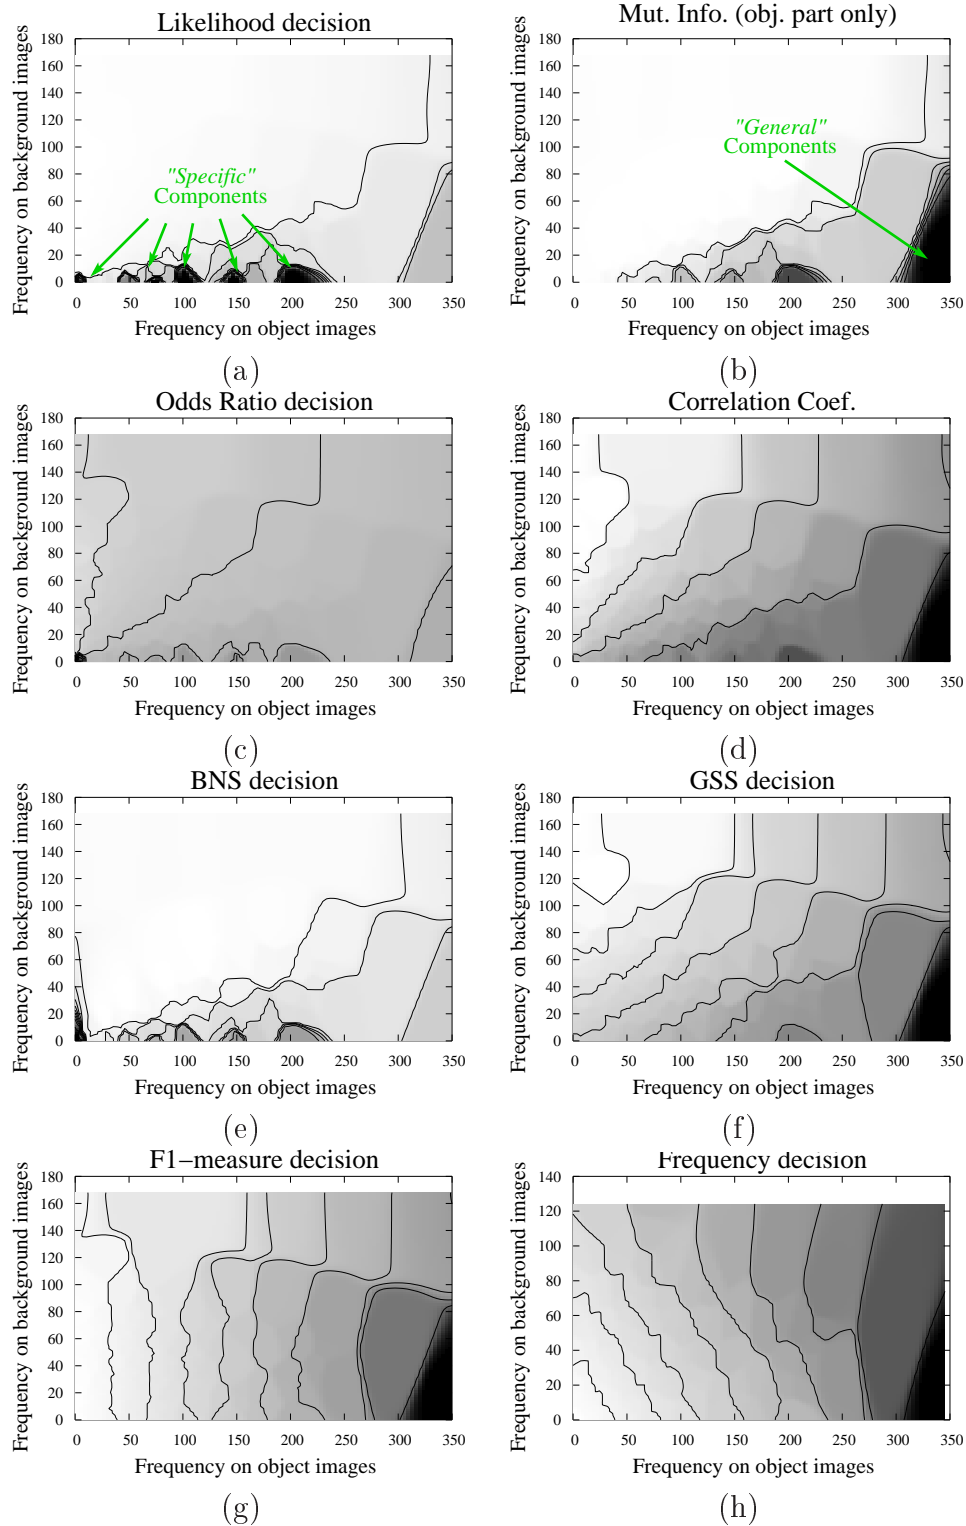 Likelihood decision
Frequency on background images
180
160
140
120
100
80
60
40
20
0
"Specific"
Components
0 50 100 150 200 250 300 350
Frequency on object images
(a)
Mut. Info. (obj. part only)
Frequency on background images
180
160
140
120
100
80
60
40
20
0
"General"
Components
0 50 100 150 200 250 300 350
Frequency on object images
(b)
Odds Ratio decision
Frequency on background images
180
160
140
120
100
80
60
40
20
0
0 50 100 150 200 250 300 350
Frequency on object images
(c)
Correlation Coef.
Frequency on background images
180
160
140
120
100
80
60
40
20
0
0 50 100 150 200 250 300 350
Frequency on object images
(d)
BNS decision
Frequency on background images
180
160
140
120
100
80
60
40
20
0
0 50 100 150 200 250 300 350
Frequency on object images
(e)
GSS decision
Frequency on background images
180
160
140
120
100
80
60
40
20
0
0 50 100 150 200 250 300 350
Frequency on object images
(f)
F1−measure decision
Frequency on background images
180
160
140
120
100
80
60
40
20
0
0 50 100 150 200 250 300 350
Frequency on object images
(g)
Frequency decision
Frequency on background images
140
120
100
80
60
40
20
0
0 50 100 150 200 250 300 350
Frequency on object images
(h)